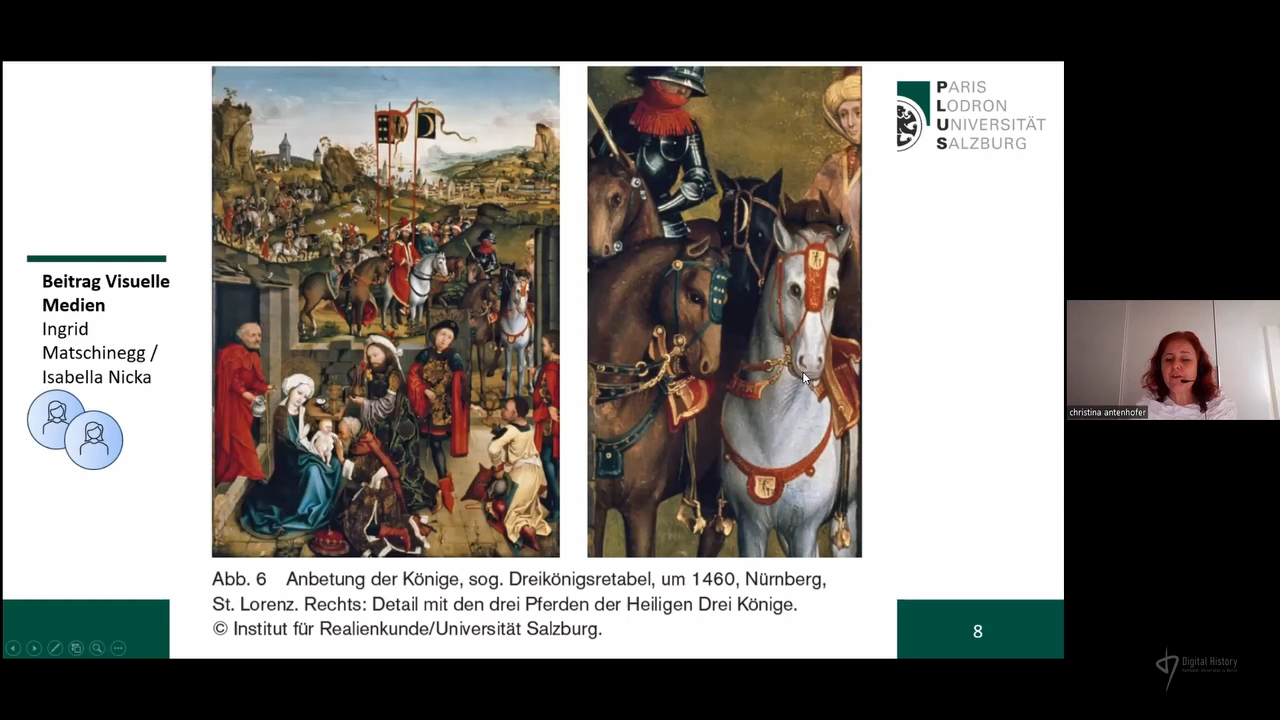 PARIS
LODRON
UNIVERSITÄT
SALZBURG
Beitrag Visuelle
Medien
Ingrid
Matschinegg /
Isabella Nicka
Abb. 6 Anbetung der Könige, sog. Dreikönigsretabel, um 1460, Nürnberg,
St. Lorenz. Rechts: Detail mit den drei Pferden der Heiligen Drei Könige.
© Institut für Realienkunde/Universität Salzburg.
8
christina antenhofer
Digital History